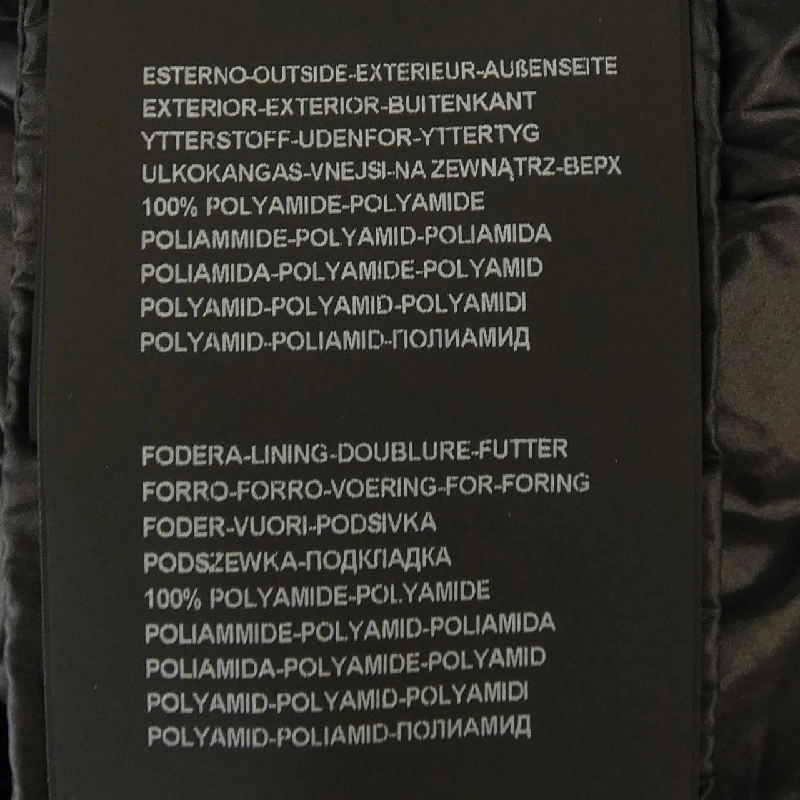 ESTERNO-OUTSIDE-EXTERIEUR-AUßENSEITE
EXTERIOR-EXTERIOR-BUITENKANT
YTTERSTOFF-UDENFOR-YTTERTYG
ULKOKANGAS-VNEJSI-NA ZEWNĄTRZ-ВЕРХ
100% POLYAMIDE-POLYAMIDE
POLIAMMIDE-POLYAMID-POLIAMIDA
POLIAMIDA-POLYAMIDE-POLYAMID
POLYAMID-POLYAMID-POLYAMIDI
POLYAMID-POLIAMID-ПОЛИАМИД
FODERA-LINING-DOUBLURE-FUTTER
FORRO-FORRO-VOERING-FOR-FORING
FODER-VUORI-PODSIVKA
PODSZEWKA-ПОДКЛАДКА
100% POLYAMIDE-POLYAMIDE
POLIAMMIDE-POLYAMID-POLIAMIDA
POLIAMIDA-POLYAMIDE-POLYAMID
POLYAMID-POLYAMID-POLYAMIDI
POLYAMID-POLIAMID-ПОЛИАМИД